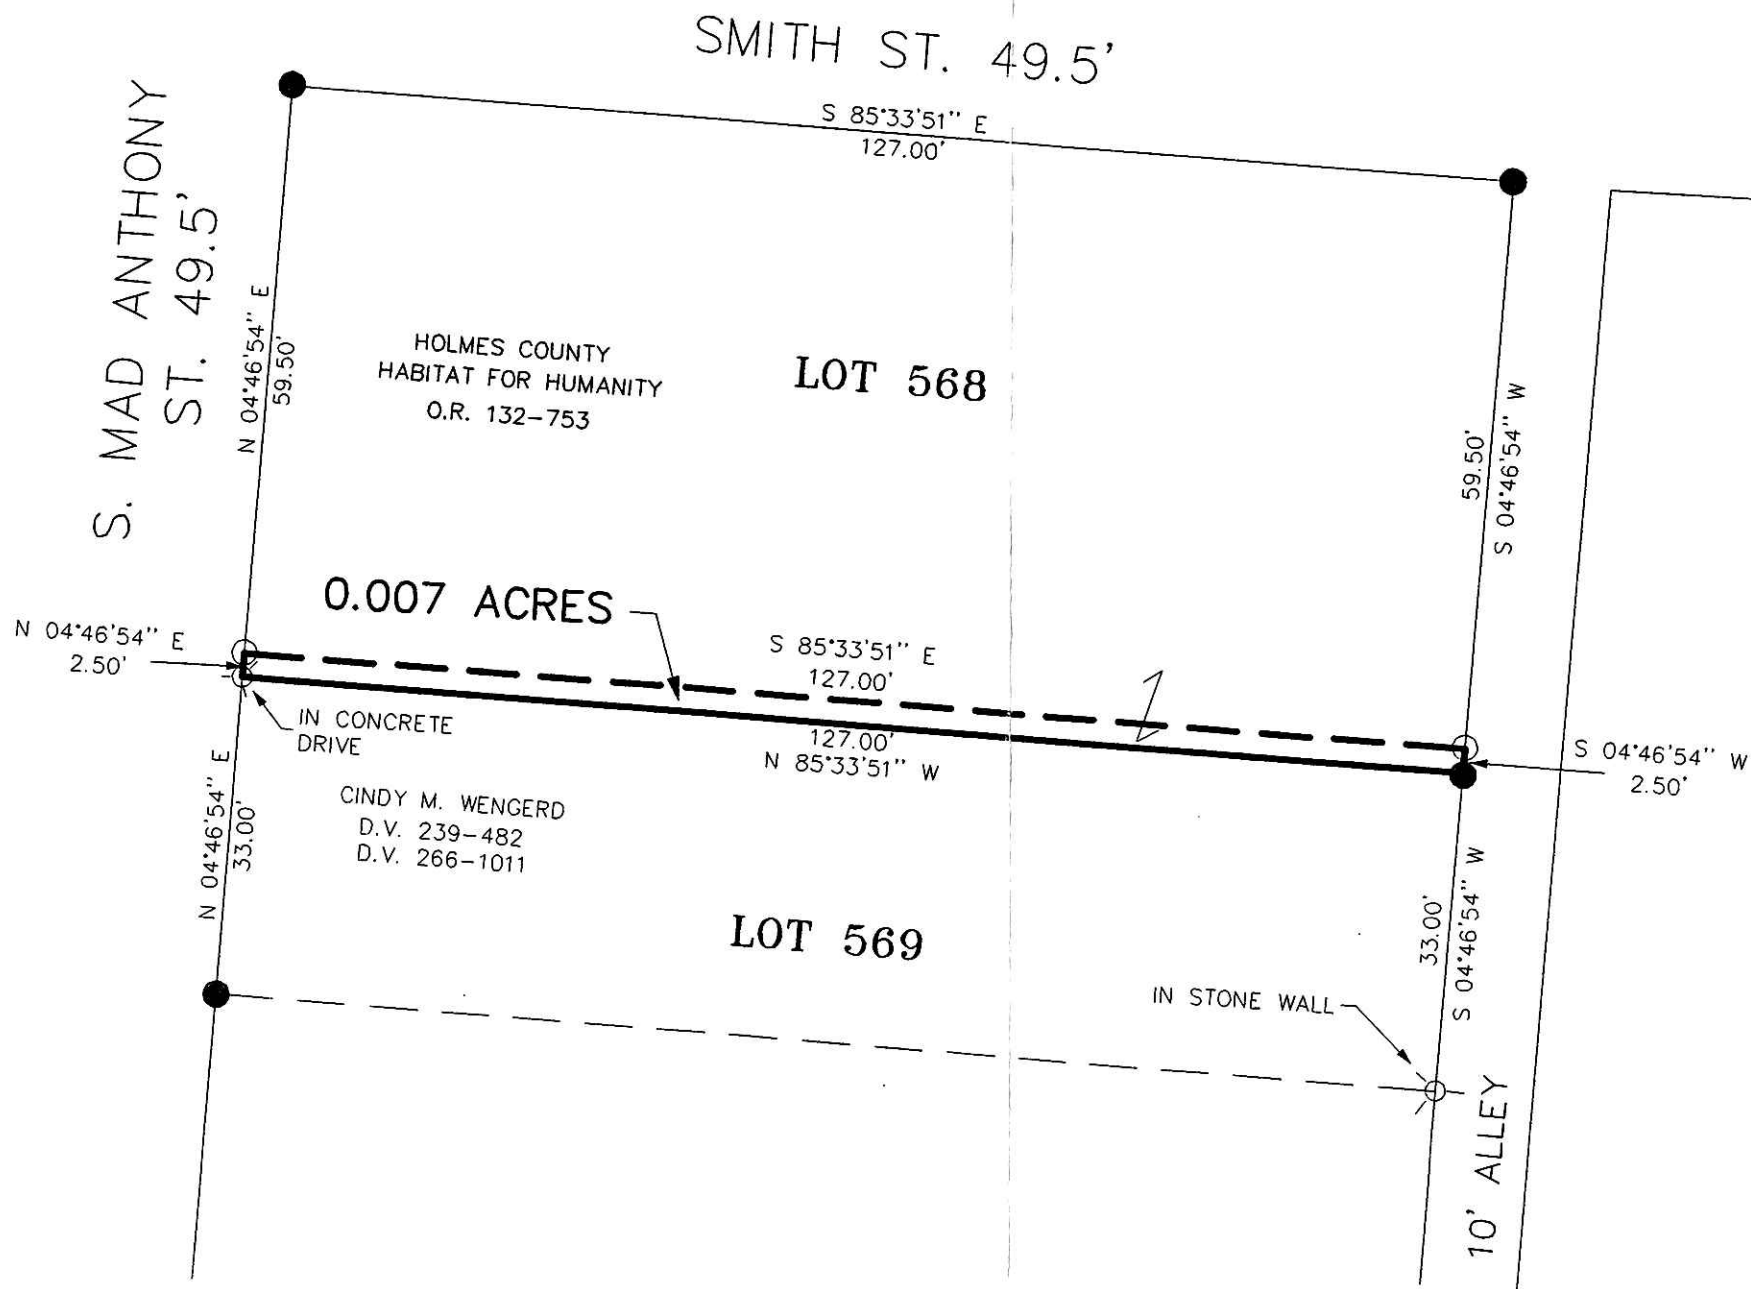 SMITH ST. 49.5'
S 85°33'51'' E
127.00'
S. MAD ANTHONY
ST. 49.5'
N 04°46'54'' E
59.50'
HOLMES COUNTY
HABITAT FOR HUMANITY
O.R. 132-753
LOT 568
59.50'
S 04°46'54'' W
0.007 ACRES
N 04°46'54'' E
2.50'
S 85°33'51'' E
127.00'
127.00'
N 85°33'51'' W
S 04°46'54'' W
2.50'
IN CONCRETE
DRIVE
N 04°46'54'' E
33.00'
CINDY M. WENGERD
D.V. 239-482
D.V. 266-1011
LOT 569
33.00'
S 04°46'54'' W
IN STONE WALL
10' ALLEY